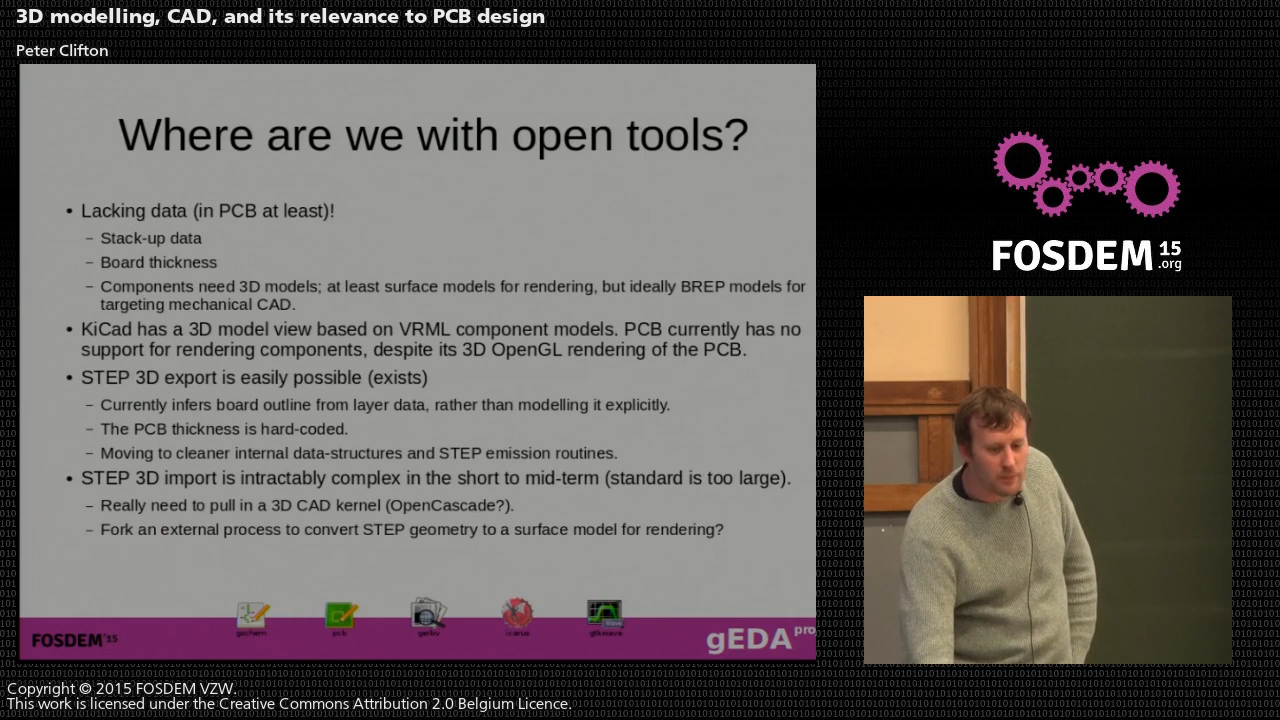 3D modelling, CAD, and its relevance to PCB design
Peter Clifton
Where are we with open tools?
• Lacking data (in PCB at least)!
– Stack-up data
– Board thickness
– Components need 3D models; at least surface models for rendering, but ideally BREP models for
targeting mechanical CAD.
• KiCad has a 3D model view based on VRML component models. PCB currently has no
support for rendering components, despite its 3D OpenGL rendering of the PCB.
• STEP 3D export is easily possible (exists)
– Currently infers board outline from layer data, rather than modelling it explicitly.
– The PCB thickness is hard-coded.
– Moving to cleaner internal data-structures and STEP emission routines.
• STEP 3D import is intractably complex in the short to mid-term (standard is too large).
– Really need to pull in a 3D CAD kernel (OpenCascade?).
– Fork an external process to convert STEP geometry to a surface model for rendering?
gschem pcb gerbv icarus gtkwave
FOSDEM'15
gEDA pro
FOSDEM 15
.org
Copyright © 2015 FOSDEM VZW.
This work is licensed under the Creative Commons Attribution 2.0 Belgium Licence.